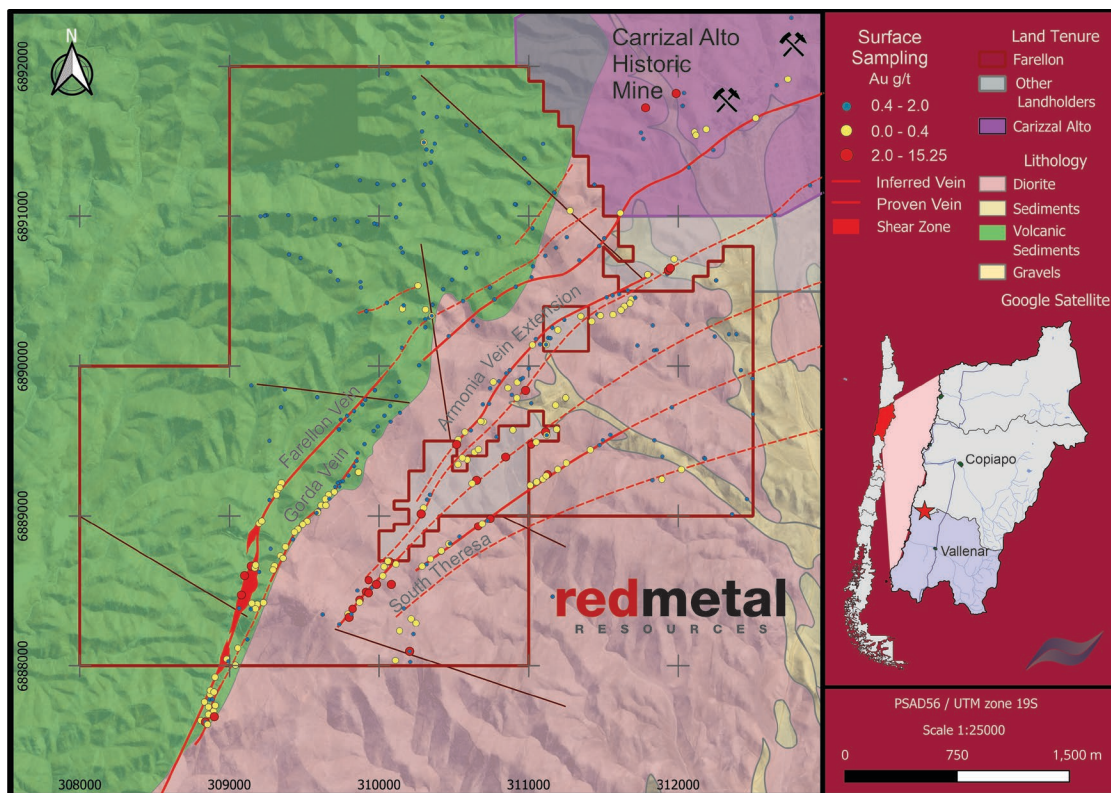 N
Carrizal Alto
Historic
Mine
6892000
6891000
6890000
6889000
6888000
308000
309000
310000
311000
312000
Farellon Vein
Gorda Vein
Armonia Vein Extension
South Theresa
redmetal
RESOURCES
Surface
Sampling
Au g/t
0.4 - 2.0
0.0 - 0.4
2.0 - 15.25
Inferred Vein
Proven Vein
Shear Zone
Land Tenure
Farellon
Other
Landholders
Carizzal Alto
Lithology
Diorite
Sediments
Volcanic
Sediments
Gravels
Google Satellite
Copiapo
Vallenar
PSAD56 / UTM zone 19S
Scale 1:25000
0 750 1,500 m